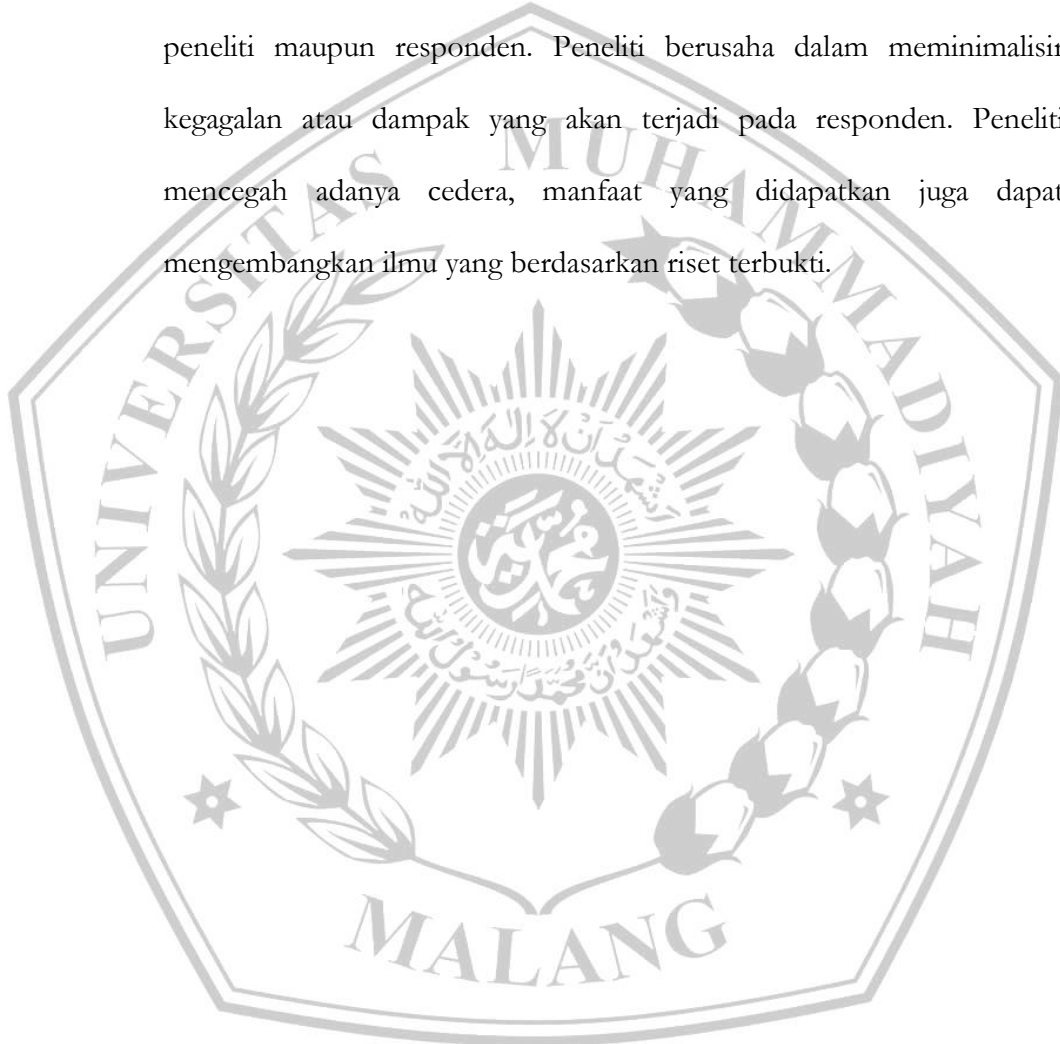 peneliti maupun responden. Peneliti berusaha dalam meminimalisir
kegagalan atau dampak yang akan terjadi pada responden. Peneliti
mencegah adanya cedera, manfaat yang didapatkan juga dapat
mengembangkan ilmu yang berdasarkan riset terbukti.
UNIVERSITAS MUHAMMADIYAH
MALANG